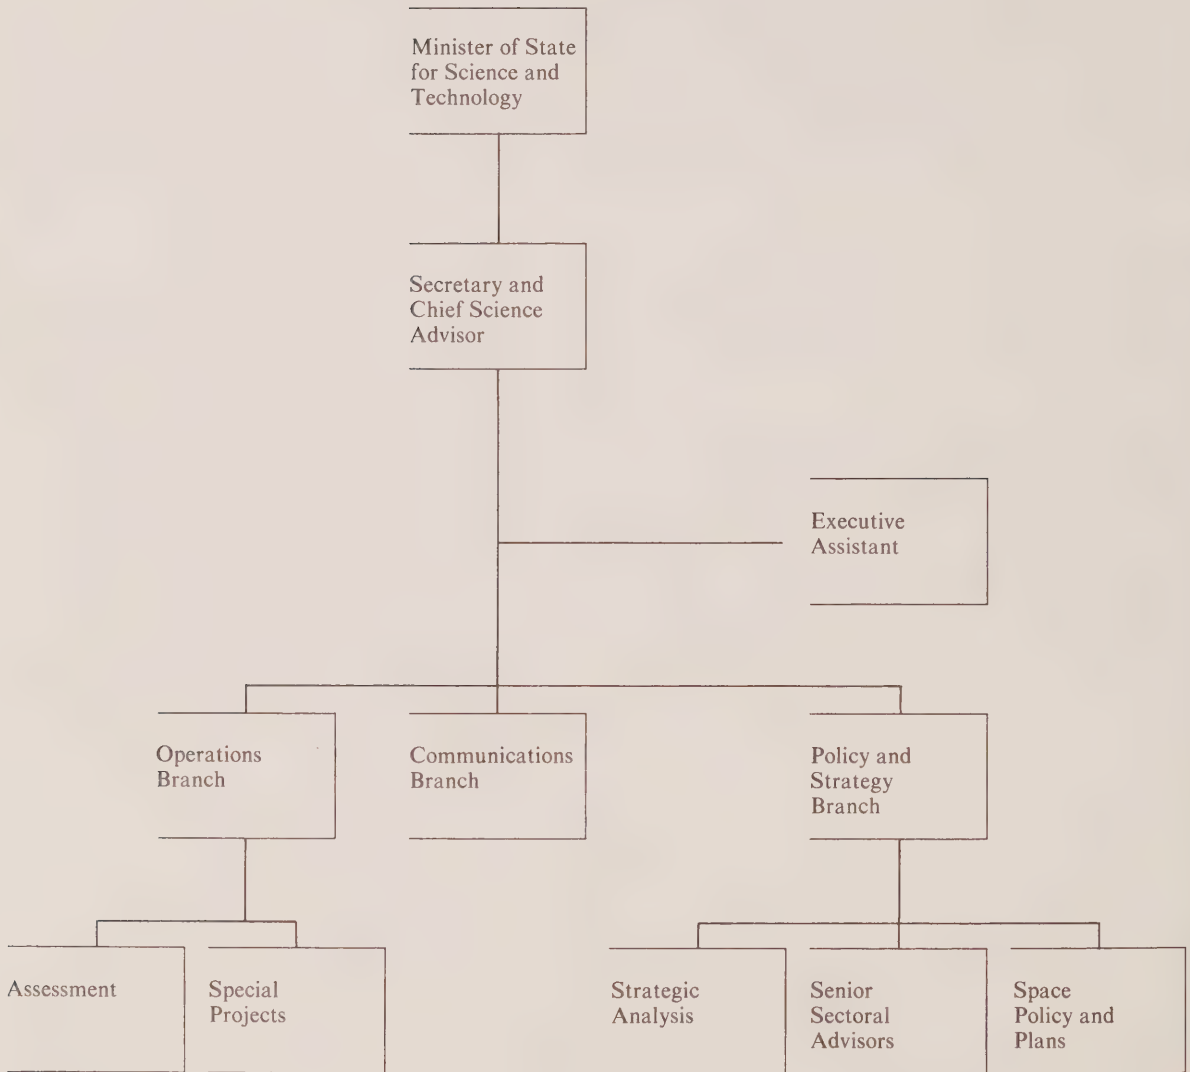 Minister of State
for Science and
Technology
Secretary and
Chief Science
Advisor
Executive
Assistant
Operations
Branch
Communications
Branch
Policy and
Strategy
Branch
Assessment
Special
Projects
Strategic
Analysis
Senior
Sectoral
Advisors
Space
Policy and
Plans